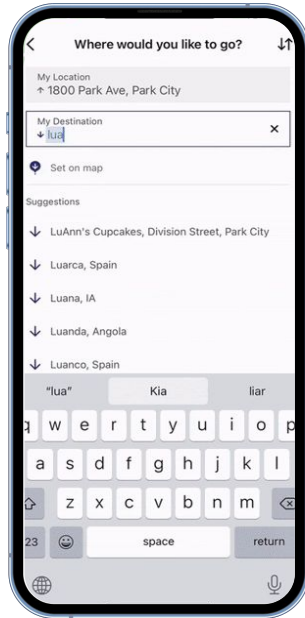 Where would you like to go?
My Location
1800 Park Ave, Park City
My Destination
lua
Set on map
Suggestions
LuAnn's Cupcakes, Division Street, Park City
Luarca, Spain
Luana, IA
Luanda, Angola
Luanco, Spain
"lua" Kia liar
q w e r t y u i o p
a s d f g h j k l
z x c v b n m
23 space return